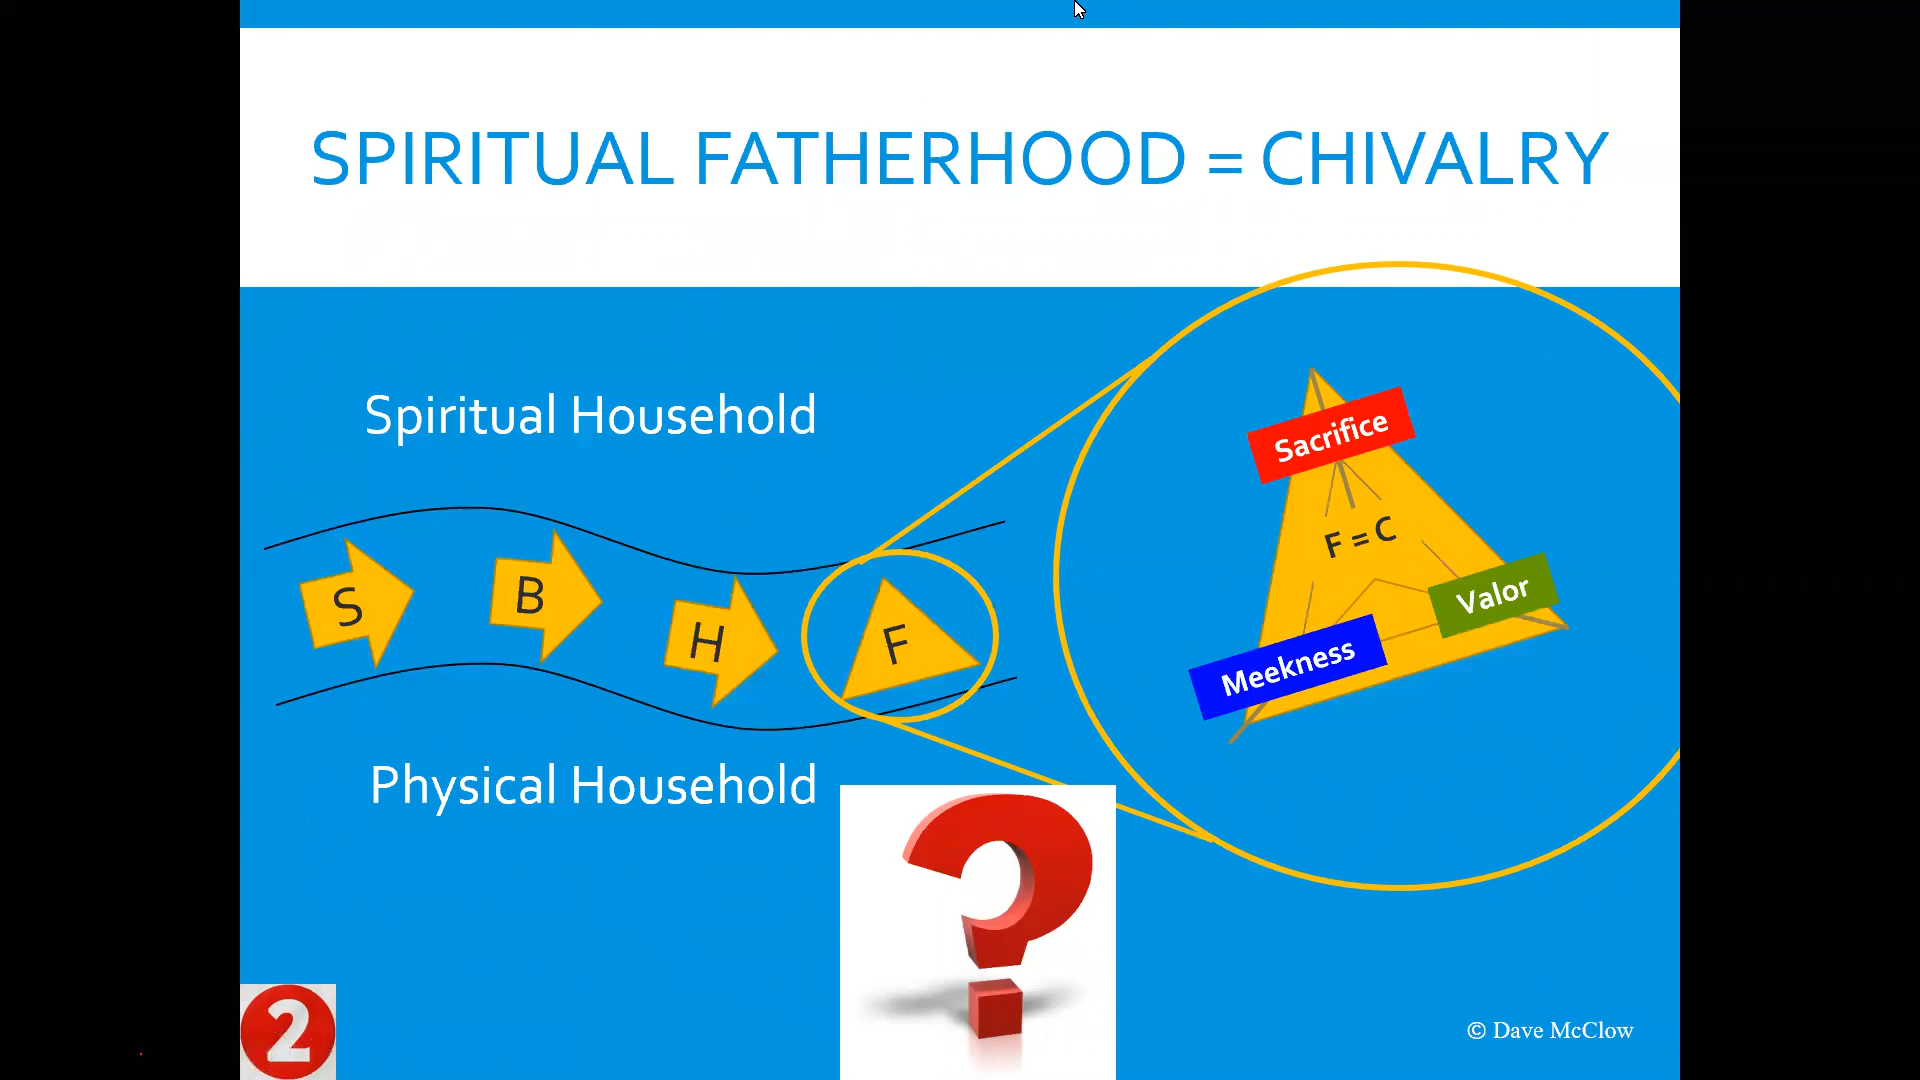 SPIRITUAL FATHERHOOD = CHIVALRY
Spiritual Household
S
B
H
F
Physical Household
Sacrifice
F = C
Valor
Meekness
?
2
© Dave McClow